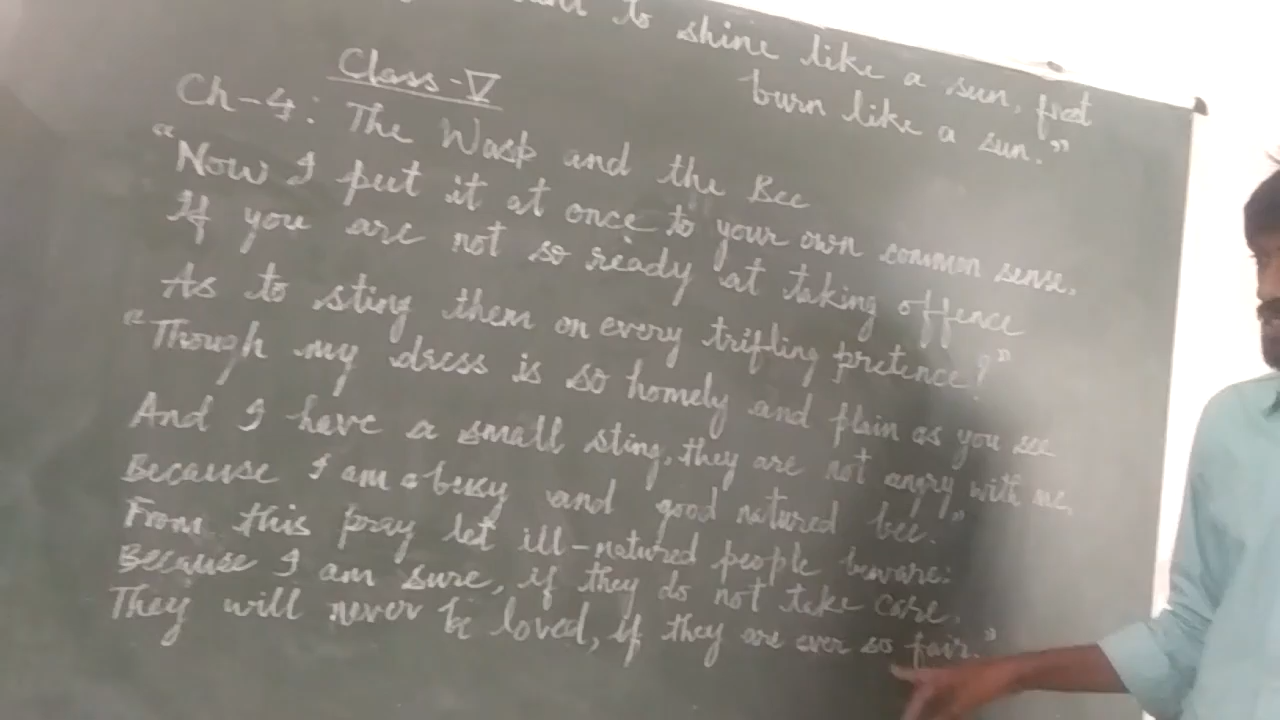 to shine like a sun, first
burn like a sun."
Class - V
Ch-4: The Wasp and the Bee
"Now I put it at once to your own common sense.
If you are not so ready at taking offence
As to sting them on every trifling pretence?"
"Though my dress is so homely and plain as you see
And I have a small sting, they are not angry with me,
Because I am a busy and good natured bee."
From this pray let ill-natured people beware:
Because I am sure, if they do not take care.
They will never be loved, if they are ever so fair."